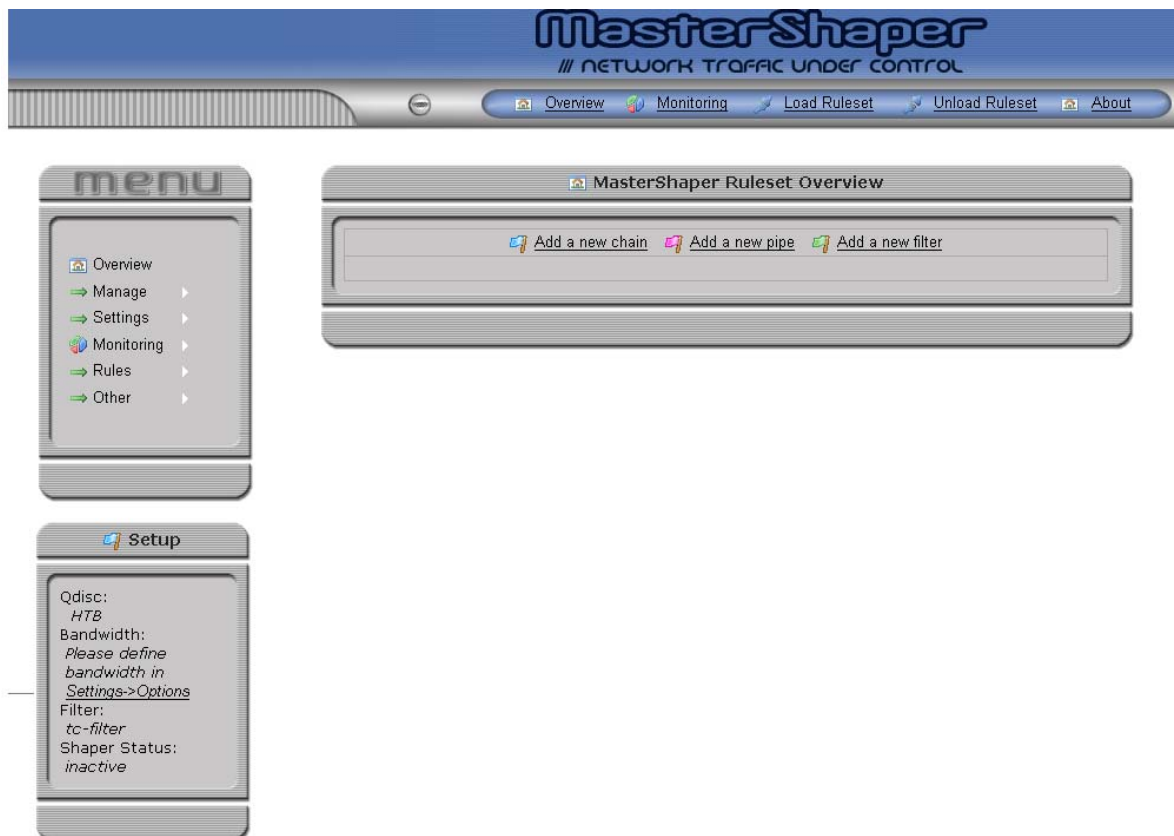 MasterShaper
/// NETWORK TRAFFIC UNDER CONTROL
Overview Monitoring Load Ruleset Unload Ruleset About
menu
Overview
Manage
Settings
Monitoring
Rules
Other
MasterShaper Ruleset Overview
Add a new chain Add a new pipe Add a new filter
Setup
Qdisc:
HTB
Bandwidth:
Please define
bandwidth in
Settings->Options
Filter:
tc-filter
Shaper Status:
inactive